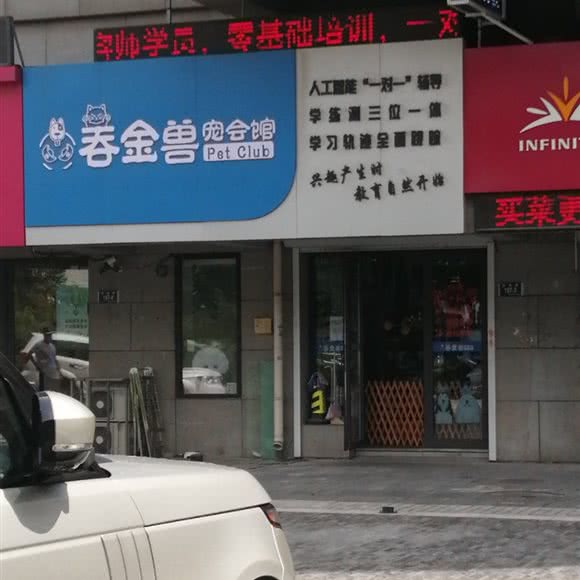 学员，零基础培训，一对
吞金兽 宠会馆
Pet Club
人工智能“一对一”辅导
学练测三位一体
学习轨迹全面跟踪
兴趣产生时
教育自然开始
INFINIT
买菜更